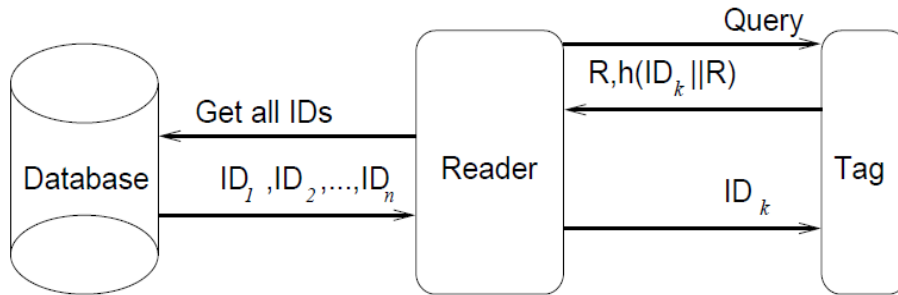 Query
R,h(ID_k||R)
Get all IDs
Database
ID_1 ,ID_2,...,ID_n
Reader
ID_k
Tag